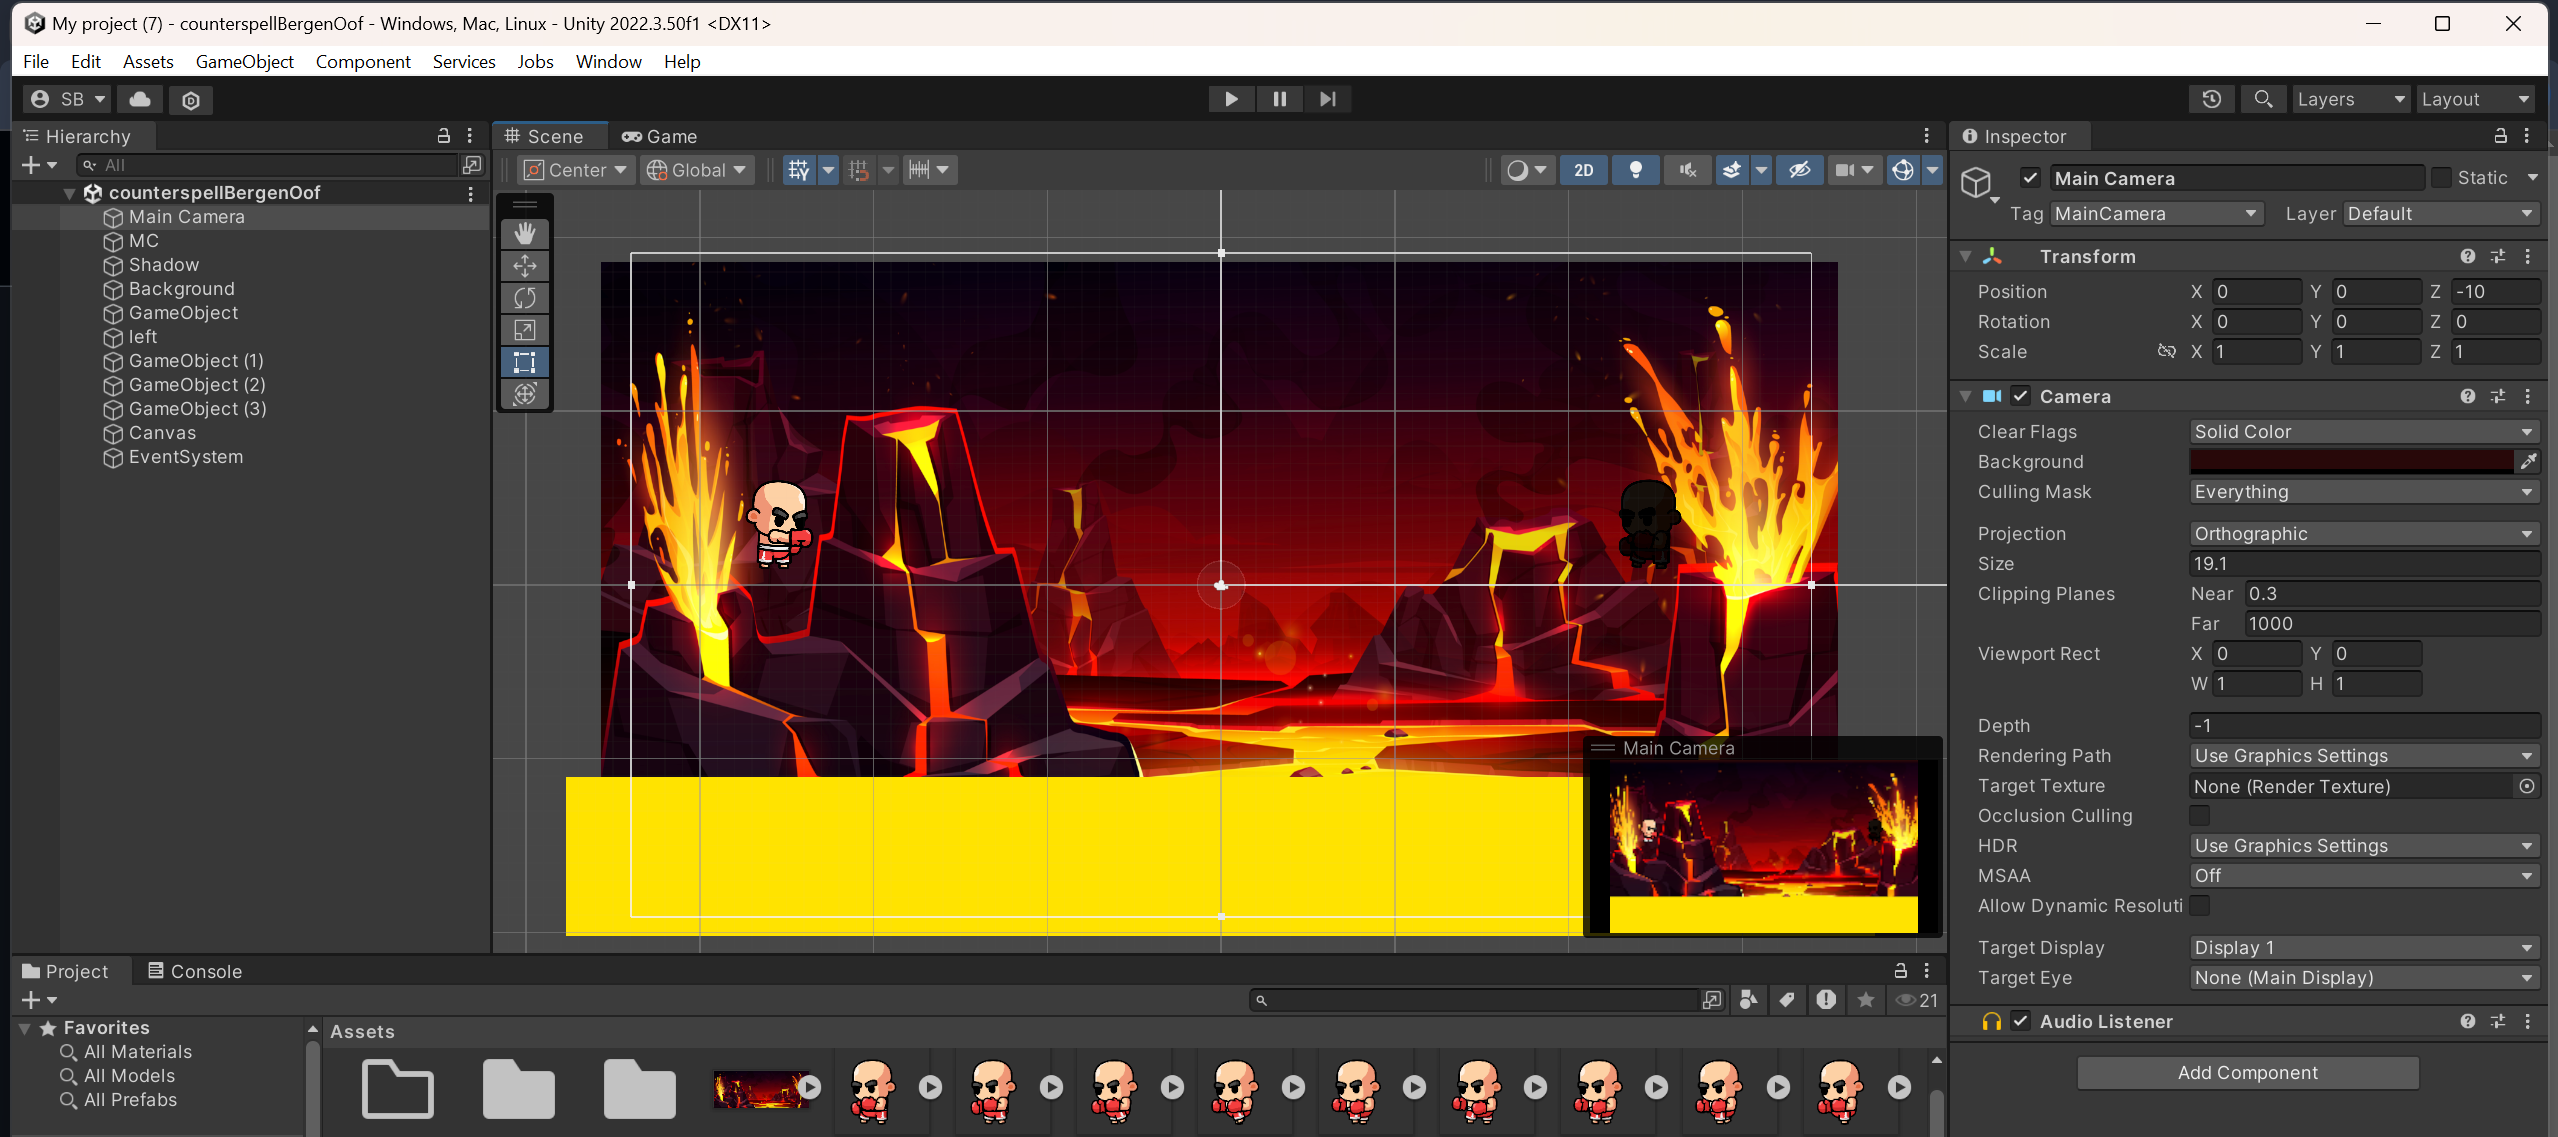 My project (7) - counterspellBergenOof - Windows, Mac, Linux - Unity 2022.3.50f1 <DX11>
File Edit Assets GameObject Component Services Jobs Window Help
SB
Layers
Layout
Hierarchy
All
counterspellBergenOof
Main Camera
MC
Shadow
Background
GameObject
left
GameObject (1)
GameObject (2)
GameObject (3)
Canvas
EventSystem
Scene
Game
Center
Global
2D
Main Camera
Inspector
Main Camera
Static
Tag MainCamera Layer Default
Transform
Position X 0 Y 0 Z -10
Rotation X 0 Y 0 Z 0
Scale X 1 Y 1 Z 1
Camera
Clear Flags Solid Color
Background
Culling Mask Everything
Projection Orthographic
Size 19.1
Clipping Planes Near 0.3
Far 1000
Viewport Rect X 0 Y 0
W 1 H 1
Depth -1
Rendering Path Use Graphics Settings
Target Texture None (Render Texture)
Occlusion Culling
HDR Use Graphics Settings
MSAA Off
Allow Dynamic Resoluti
Target Display Display 1
Target Eye None (Main Display)
Audio Listener
Add Component
Project
Console
21
Favorites
All Materials
All Models
All Prefabs
Assets